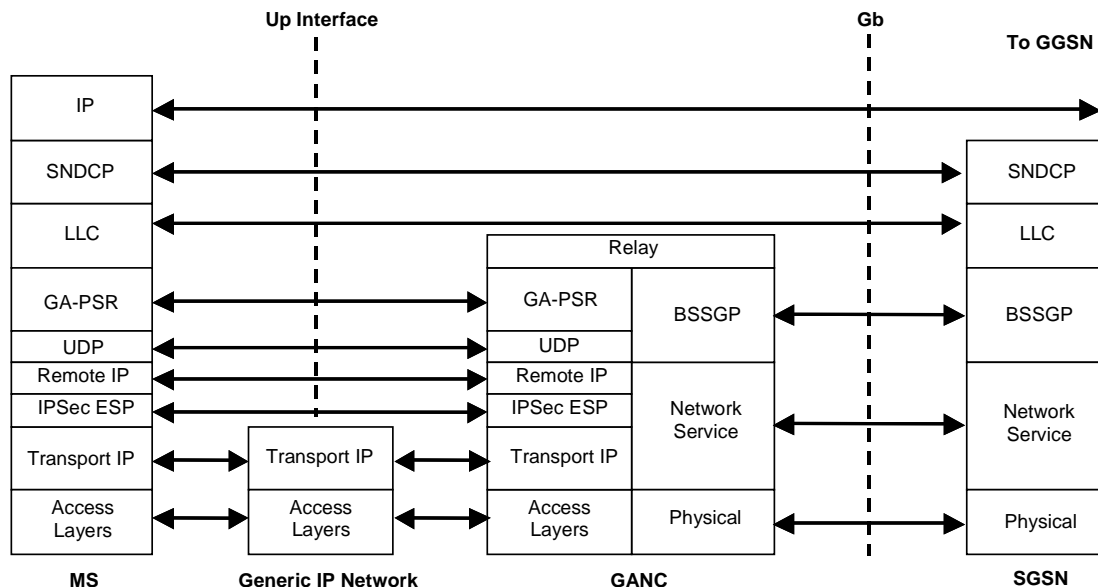 Up Interface
Gb
To GGSN
IP
SNDCP
SNDCP
LLC
LLC
Relay
GA-PSR
GA-PSR
BSSGP
BSSGP
UDP
UDP
Remote IP
Remote IP
IPSec ESP
IPSec ESP
Network
Service
Network
Service
Transport IP
Transport IP
Transport IP
Access
Layers
Access
Layers
Access
Layers
Physical
Physical
MS
Generic IP Network
GANC
SGSN